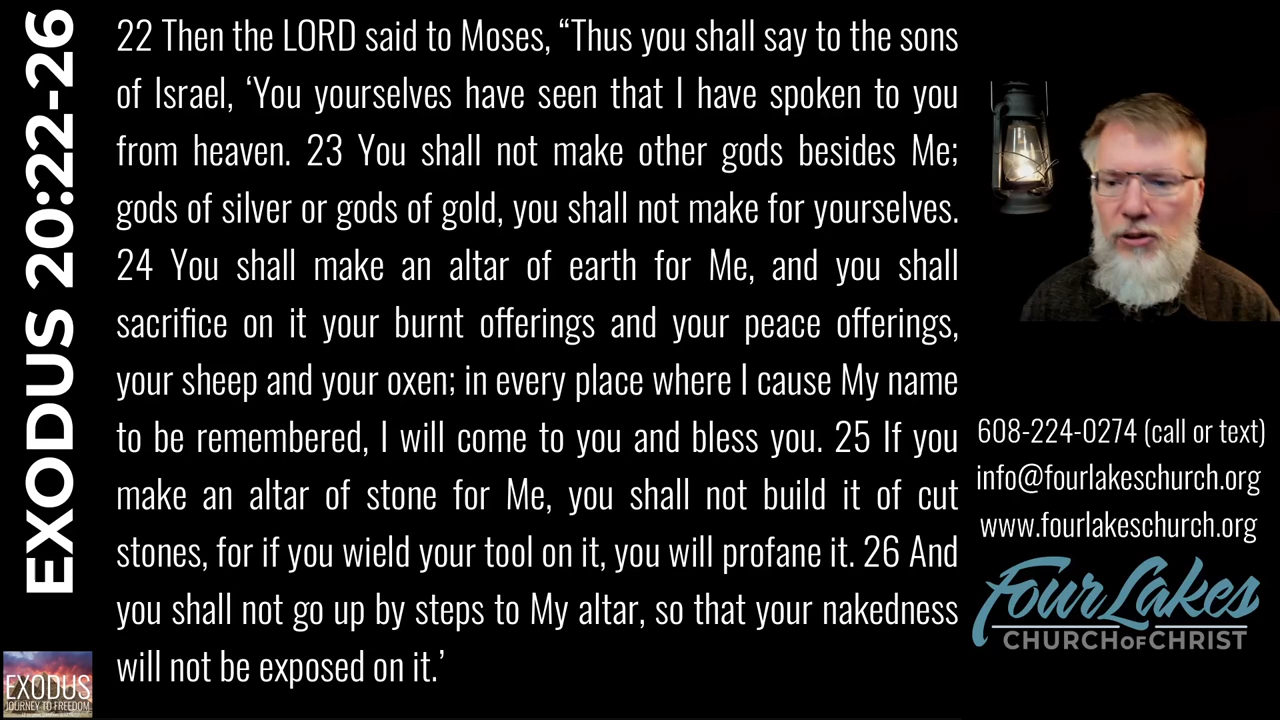 EXODUS 20:22-26
22 Then the LORD said to Moses, “Thus you shall say to the sons
of Israel, ‘You yourselves have seen that I have spoken to you
from heaven. 23 You shall not make other gods besides Me;
gods of silver or gods of gold, you shall not make for yourselves.
24 You shall make an altar of earth for Me, and you shall
sacrifice on it your burnt offerings and your peace offerings,
your sheep and your oxen; in every place where I cause My name
to be remembered, I will come to you and bless you. 25 If you
make an altar of stone for Me, you shall not build it of cut
stones, for if you wield your tool on it, you will profane it. 26 And
you shall not go up by steps to My altar, so that your nakedness
will not be exposed on it.’
608-224-0274 (call or text)
info@fourlakeschurch.org
www.fourlakeschurch.org
Four Lakes
CHURCH OF CHRIST
EXODUS
JOURNEY TO FREEDOM